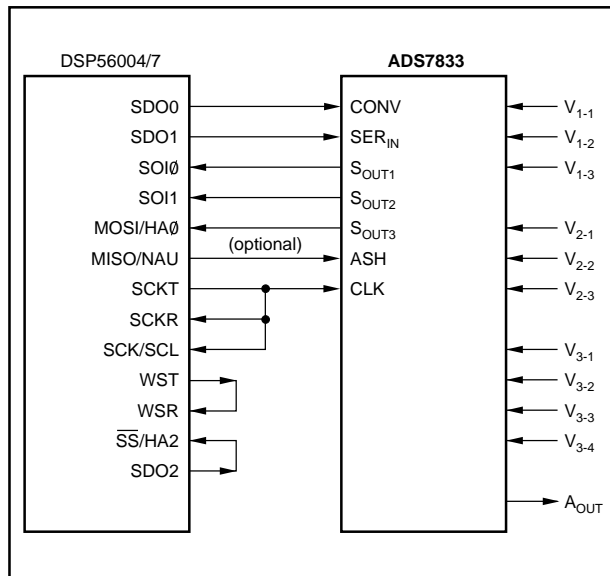 DSP56004/7 ADS7833
SDO0 CONV V1-1
SDO1 SERIN V1-2
SOIØ SOUT1 V1-3
SOI1 SOUT2
MOSI/HAØ SOUT3 V2-1
(optional)
MISO/NAU ASH V2-2
SCKT CLK V2-3
SCKR
SCK/SCL V3-1
WST V3-2
WSR V3-3
S̅S̅/HA2 V3-4
SDO2
AOUT